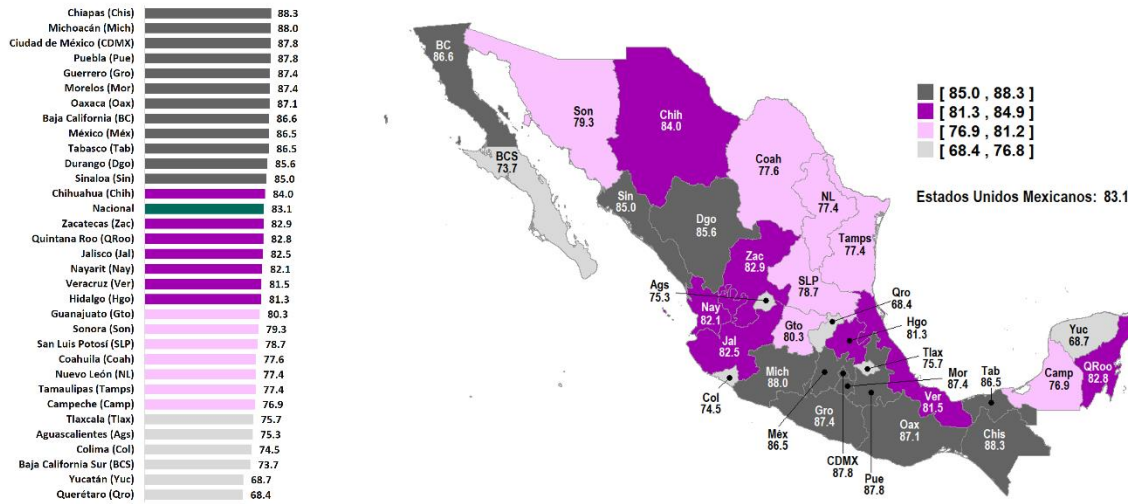 Chiapas (Chis) 88.3
Michoacán (Mich) 88.0
Ciudad de México (CDMX) 87.8
Puebla (Pue) 87.8
Guerrero (Gro) 87.4
Morelos (Mor) 87.4
Oaxaca (Oax) 87.1
Baja California (BC) 86.6
México (Méx) 86.5
Tabasco (Tab) 86.5
Durango (Dgo) 85.6
Sinaloa (Sin) 85.0
Chihuahua (Chih) 84.0
Nacional 83.1
Zacatecas (Zac) 82.9
Quintana Roo (QRoo) 82.8
Jalisco (Jal) 82.5
Nayarit (Nay) 82.1
Veracruz (Ver) 81.5
Hidalgo (Hgo) 81.3
Guanajuato (Gto) 80.3
Sonora (Son) 79.3
San Luis Potosí (SLP) 78.7
Coahuila (Coah) 77.6
Nuevo León (NL) 77.4
Tamaulipas (Tamps) 77.4
Campeche (Camp) 76.9
Tlaxcala (Tlax) 75.7
Aguascalientes (Ags) 75.3
Colima (Col) 74.5
Baja California Sur (BCS) 73.7
Yucatán (Yuc) 68.7
Querétaro (Qro) 68.4
BC
86.6
Son
79.3
Chih
84.0
BCS
73.7
Coah
77.6
NL
77.4
Sin
85.0
Dgo
85.6
Tamps
77.4
Zac
82.9
SLP
78.7
Ags
75.3
Qro
68.4
Nay
82.1
Gto
80.3
Hgo
81.3
Jal
82.5
Tlax
75.7
Yuc
68.7
Mich
88.0
Mor
87.4
Tab
86.5
Camp
76.9
QRoo
82.8
Col
74.5
Ver
81.5
Gro
87.4
Oax
87.1
Chis
88.3
Méx
86.5
CDMX
87.8
Pue
87.8
[ 85.0 , 88.3 ]
[ 81.3 , 84.9 ]
[ 76.9 , 81.2 ]
[ 68.4 , 76.8 ]
Estados Unidos Mexicanos: 83.1